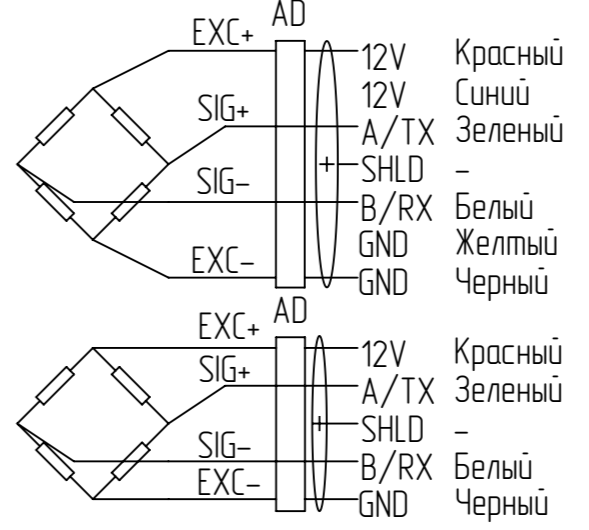 AD
EXC+ 12V Красный
12V Синий
SIG+ A/TX Зеленый
SHLD –
SIG– B/RX Белый
GND Желтый
EXC– GND Черный
AD
EXC+ 12V Красный
SIG+ A/TX Зеленый
SHLD –
SIG– B/RX Белый
EXC– GND Черный